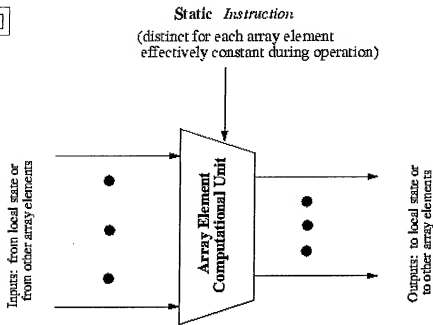 Static Instruction
(distinct for each array element
effectively constant during operation)
Inputs: from local state or
from other array elements
Array Element
Computational Unit
Outputs: to local state or
to other array elements